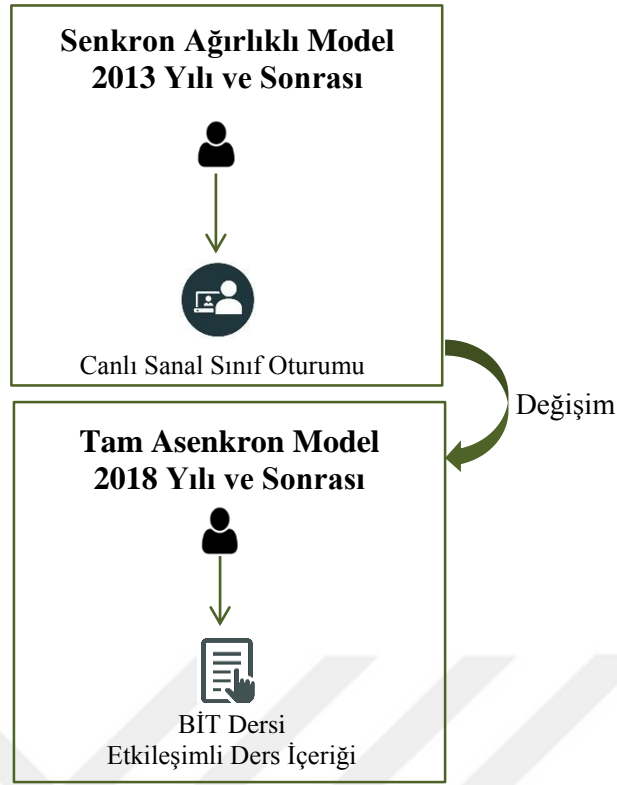 Senkron Ağırlıklı Model
2013 Yılı ve Sonrası
Canlı Sanal Sınıf Oturumu
Değişim
Tam Asenkron Model
2018 Yılı ve Sonrası
BİT Dersi
Etkileşimli Ders İçeriği